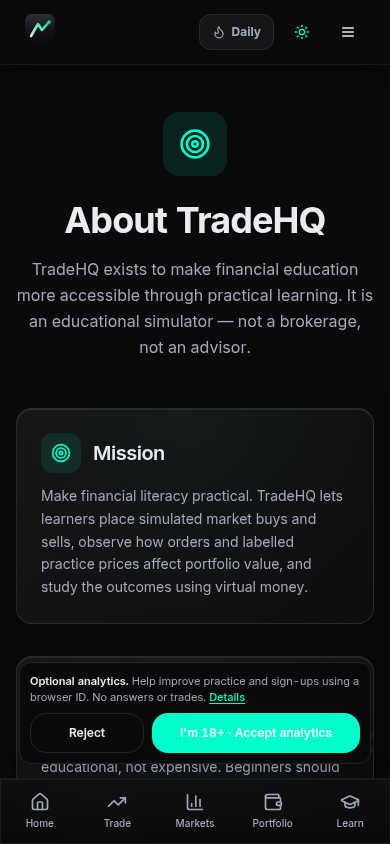 Daily
About TradeHQ
TradeHQ exists to make financial education
more accessible through practical learning. It is
an educational simulator — not a brokerage,
not an advisor.
Mission
Make financial literacy practical. TradeHQ lets
learners place simulated market buys and
sells, observe how orders and labelled
practice prices affect portfolio value, and
study the outcomes using virtual money.
Optional analytics. Help improve practice and sign-ups using a
browser ID. No answers or trades. Details
Reject
I'm 18+ · Accept analytics
educational, not expensive. Beginners should
Home
Trade
Markets
Portfolio
Learn